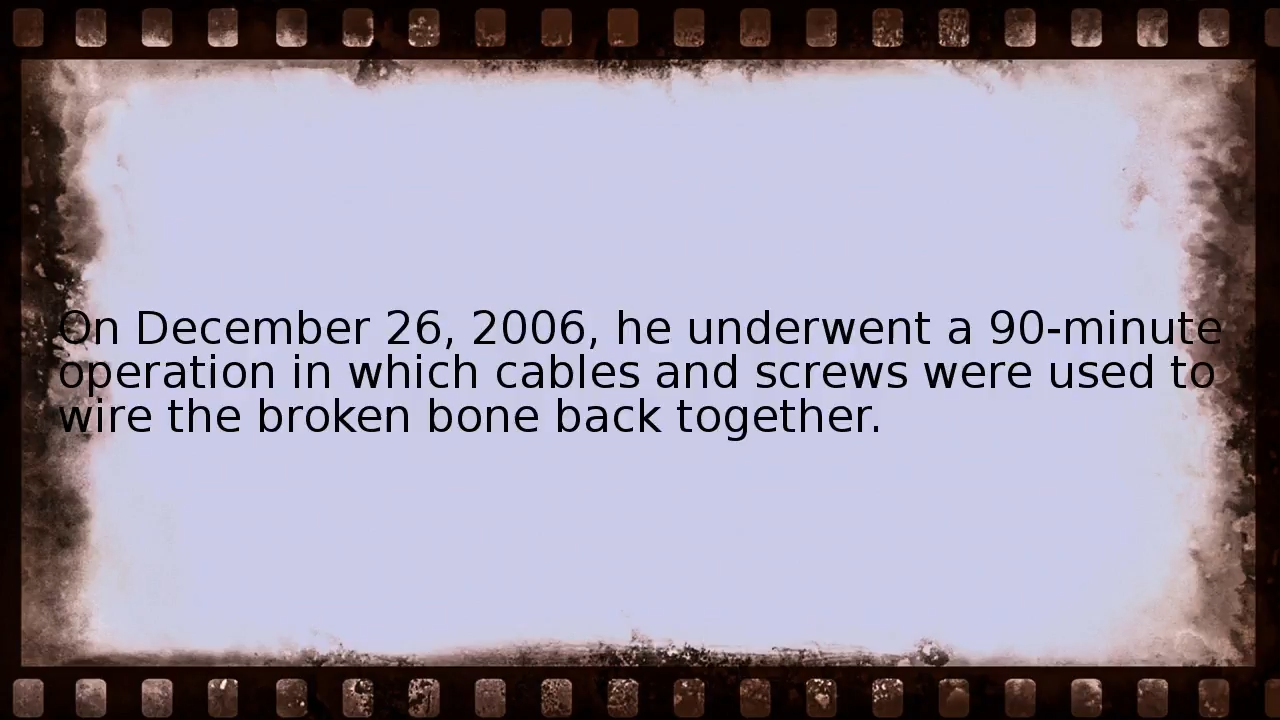 On December 26, 2006, he underwent a 90-minute
operation in which cables and screws were used to
wire the broken bone back together.